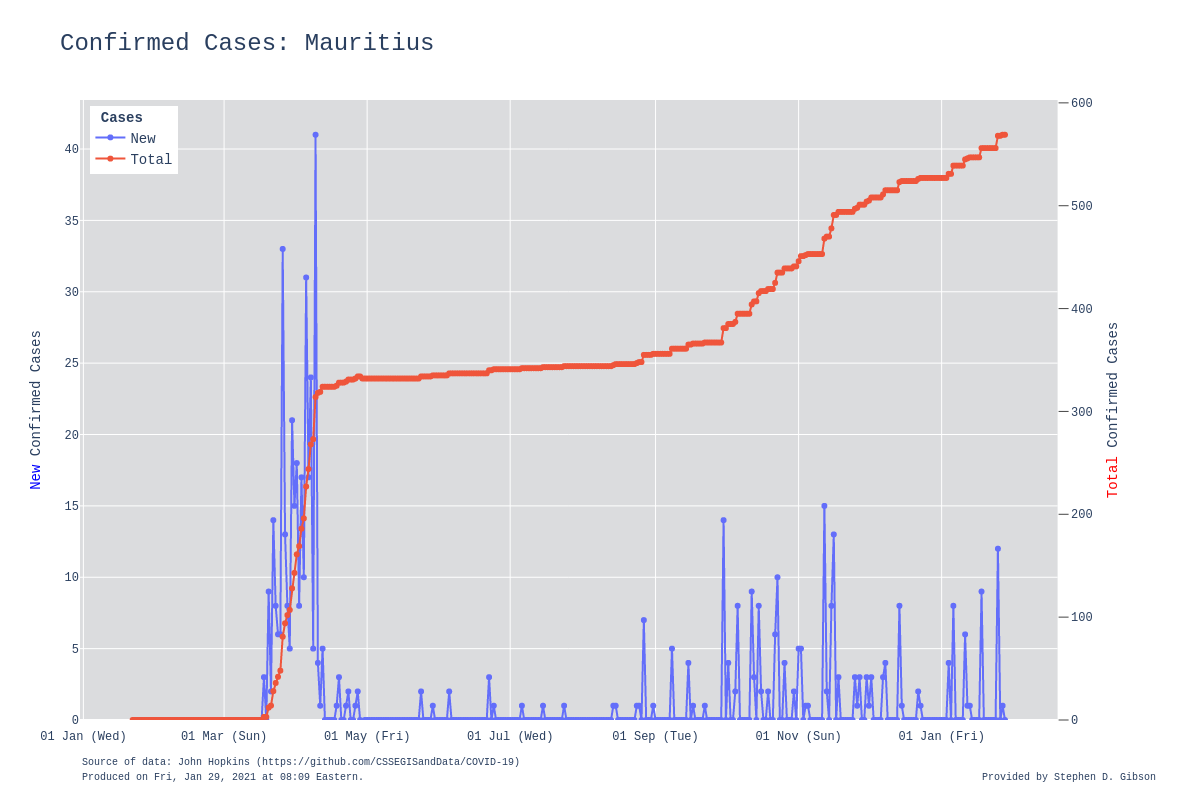 Confirmed Cases: Mauritius
Cases
New
Total
40
35
30
25
20
15
10
5
0
New Confirmed Cases
600
500
400
300
200
100
0
Total Confirmed Cases
01 Jan (Wed) 01 Mar (Sun) 01 May (Fri) 01 Jul (Wed) 01 Sep (Tue) 01 Nov (Sun) 01 Jan (Fri)
Source of data: John Hopkins (https://github.com/CSSEGISandData/COVID-19)
Produced on Fri, Jan 29, 2021 at 08:09 Eastern.
Provided by Stephen D. Gibson